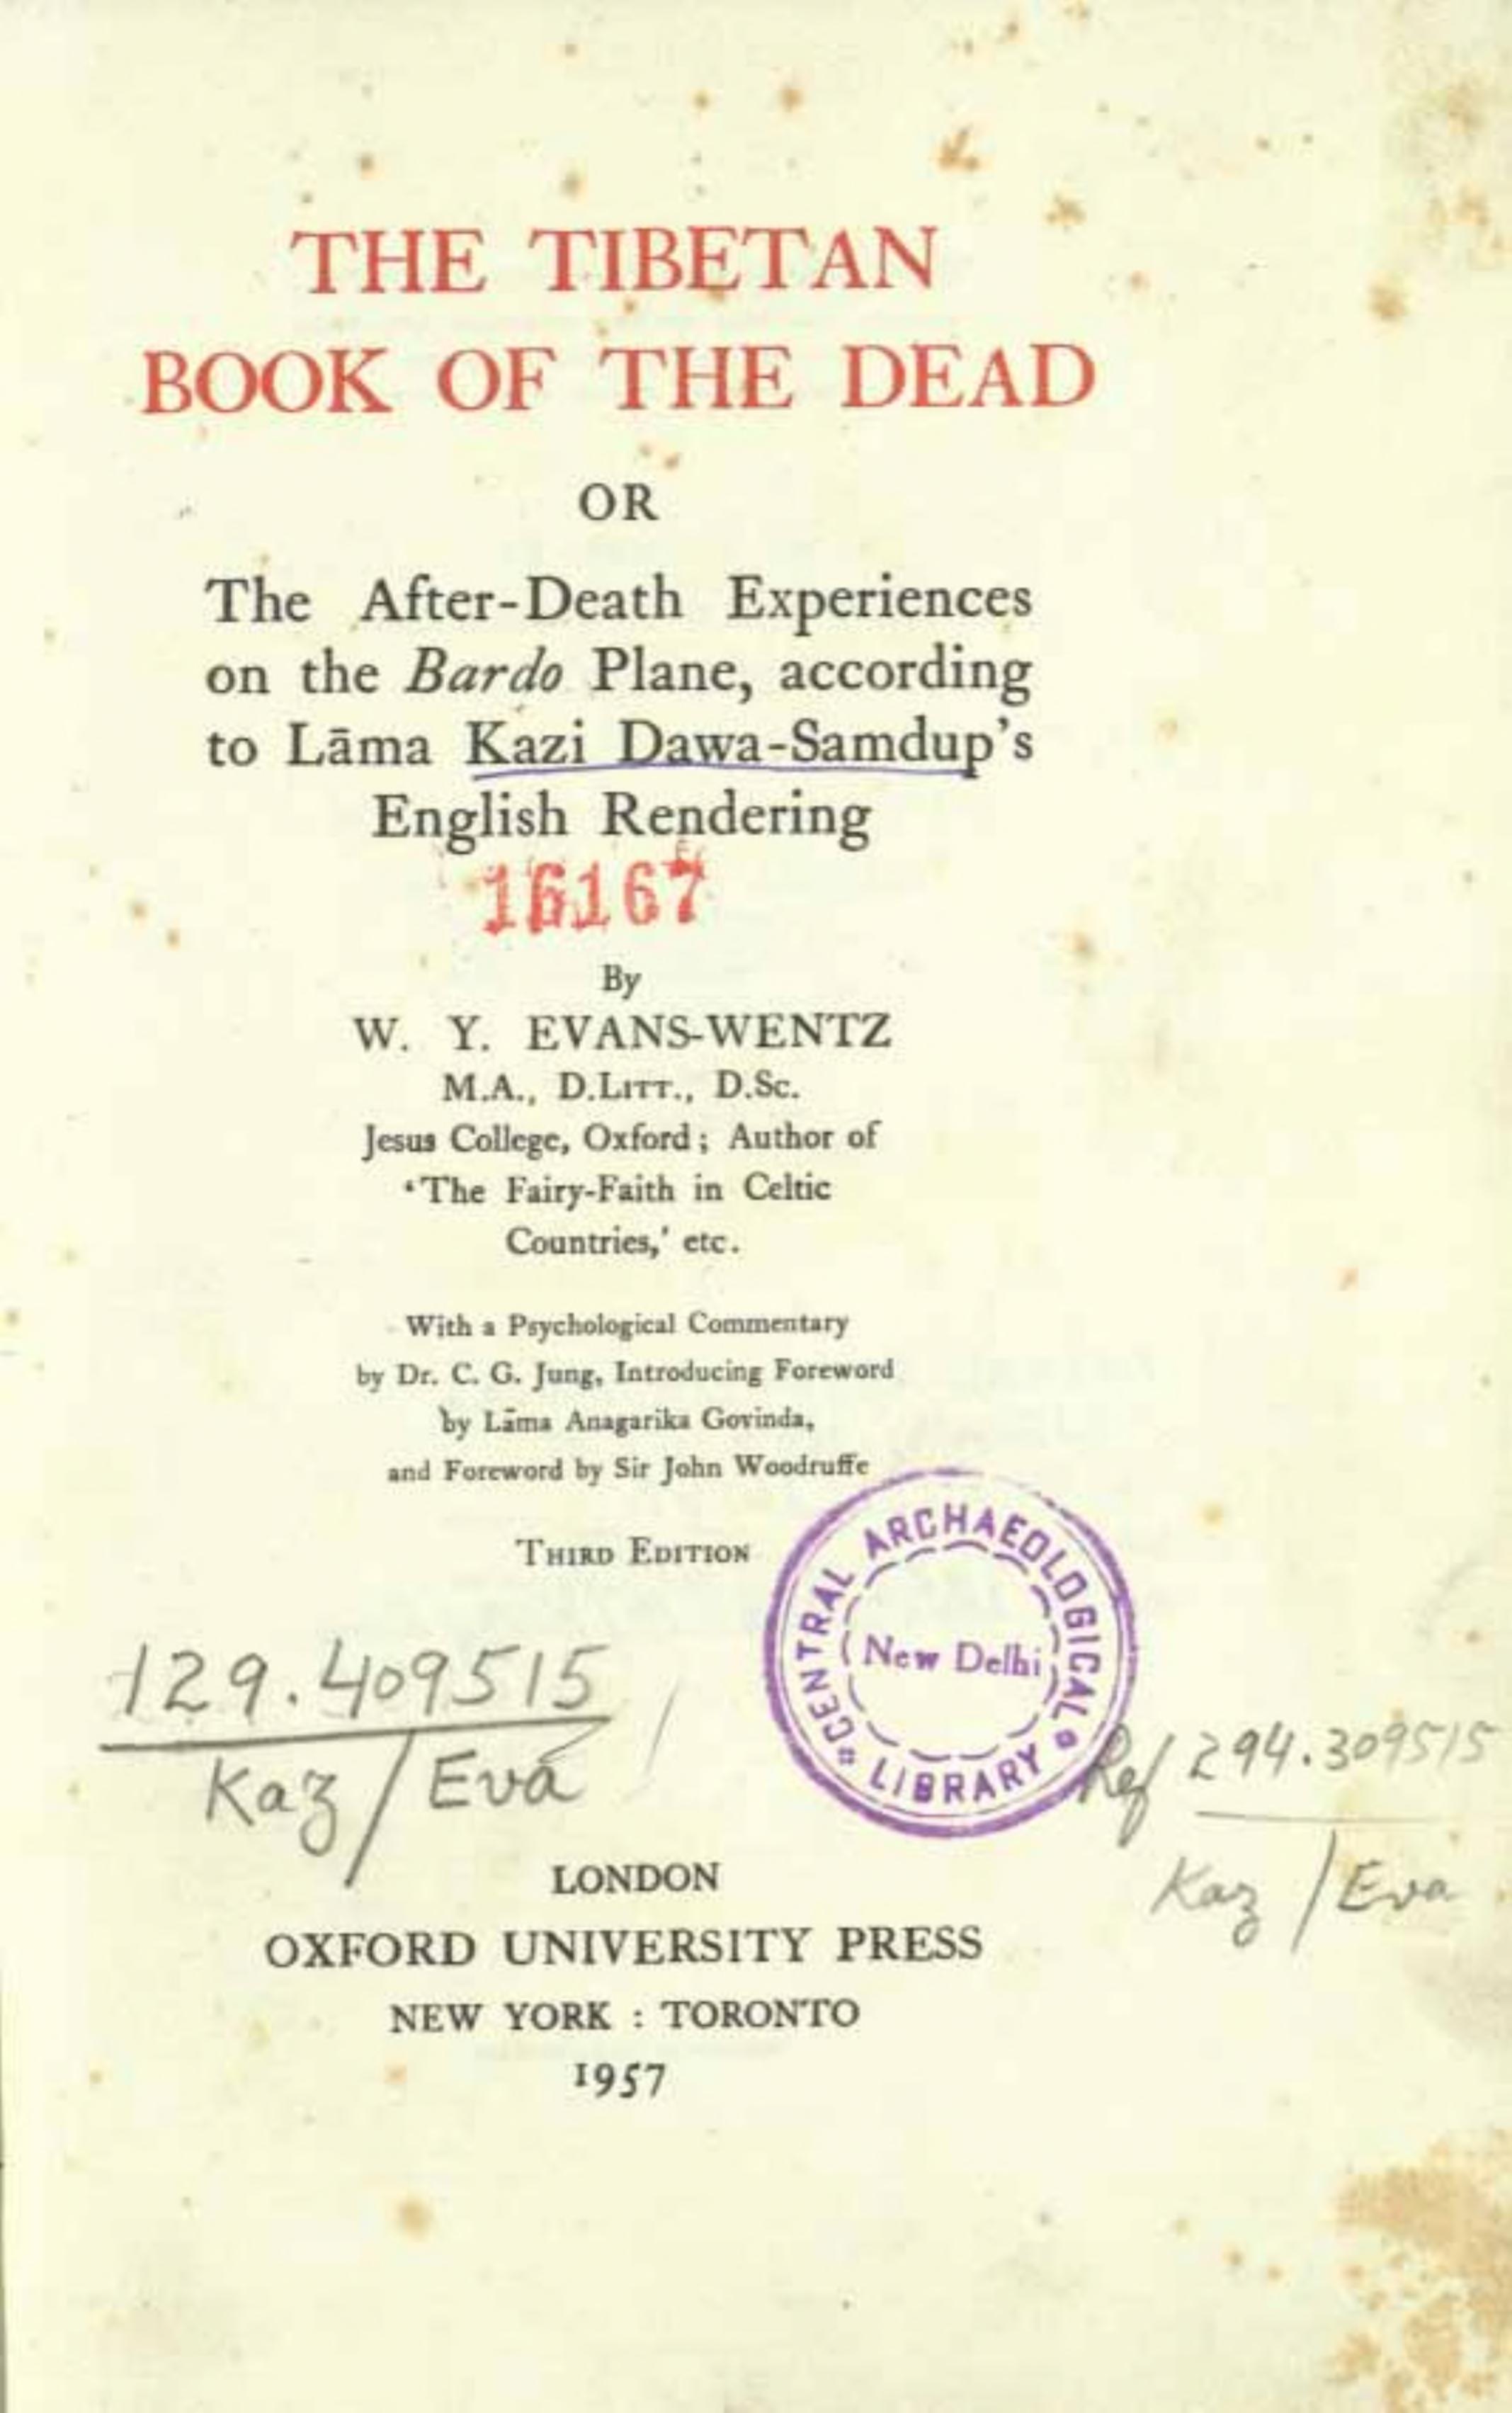 THE TIBETAN
BOOK OF THE DEAD
OR
The After-Death Experiences
on the Bardo Plane, according
to Lāma Kazi Dawa-Samdup's
English Rendering
16167
By
W. Y. EVANS-WENTZ
M.A., D.LITT., D.SC.
Jesus College, Oxford; Author of
'The Fairy-Faith in Celtic
Countries,' etc.
With a Psychological Commentary
by Dr. C. G. Jung, Introducing Foreword
by Lāma Anagarika Govinda,
and Foreword by Sir John Woodruffe
THIRD EDITION
CENTRAL ARCHAEOLOGICAL
New Delhi
LIBRARY
129.409515
Kaz/Eva
Ref 294.309515
Kaz/Eva
LONDON
OXFORD UNIVERSITY PRESS
NEW YORK : TORONTO
1957